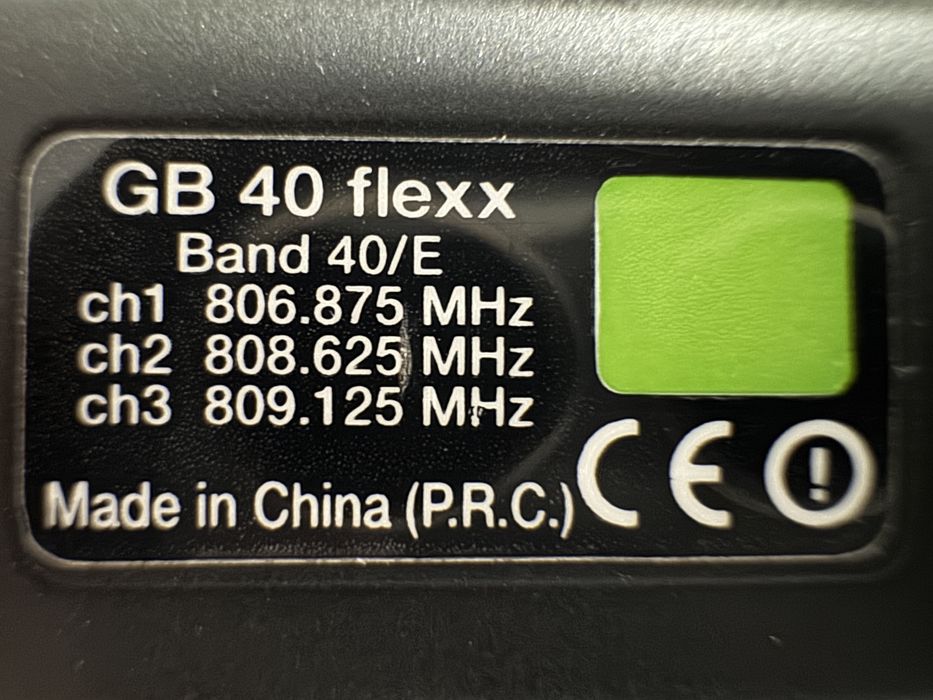 GB 40 flexx
Band 40/E
ch1 806.875 MHz
ch2 808.625 MHz
ch3 809.125 MHz
Made in China (P.R.C.) CE !